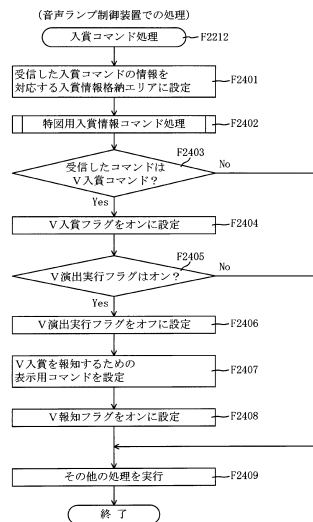 (音声ランプ制御装置での処理)
入賞コマンド処理
F2212
受信した入賞コマンドの情報を
対応する入賞情報格納エリアに設定
F2401
特図用入賞情報コマンド処理
F2402
F2403
受信したコマンドは
V入賞コマンド?
No
Yes
V入賞フラグをオンに設定
F2404
F2405
V演出実行フラグはオン?
No
Yes
V演出実行フラグをオフに設定
F2406
V入賞を報知するための
表示用コマンドを設定
F2407
V報知フラグをオンに設定
F2408
その他の処理を実行
F2409
終了